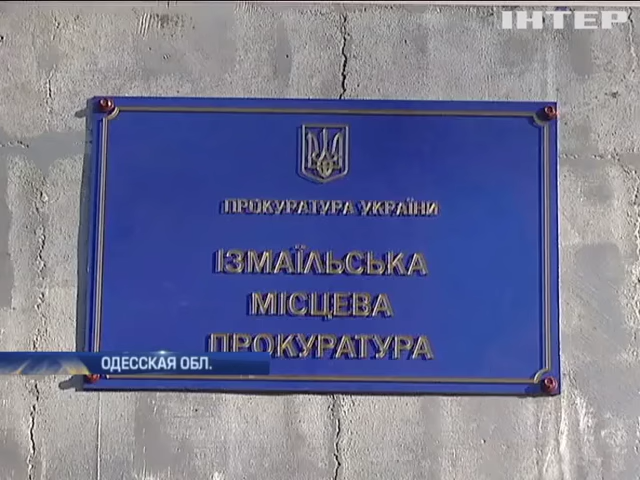 ІНТЕР
ПРОКУРАТУРА УКРАЇНИ
ІЗМАЇЛЬСЬКА
МІСЦЕВА
ПРОКУРАТУРА
ОДЕССКАЯ ОБЛ.